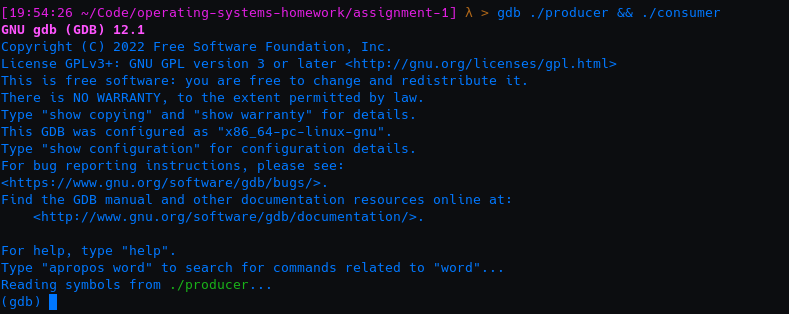 [19:54:26 ~/Code/operating-systems-homework/assignment-1] λ > gdb ./producer && ./consumer
GNU gdb (GDB) 12.1
Copyright (C) 2022 Free Software Foundation, Inc.
License GPLv3+: GNU GPL version 3 or later <http://gnu.org/licenses/gpl.html>
This is free software: you are free to change and redistribute it.
There is NO WARRANTY, to the extent permitted by law.
Type "show copying" and "show warranty" for details.
This GDB was configured as "x86_64-pc-linux-gnu".
Type "show configuration" for configuration details.
For bug reporting instructions, please see:
<https://www.gnu.org/software/gdb/bugs/>.
Find the GDB manual and other documentation resources online at:
    <http://www.gnu.org/software/gdb/documentation/>.

For help, type "help".
Type "apropos word" to search for commands related to "word"...
Reading symbols from ./producer...
(gdb)